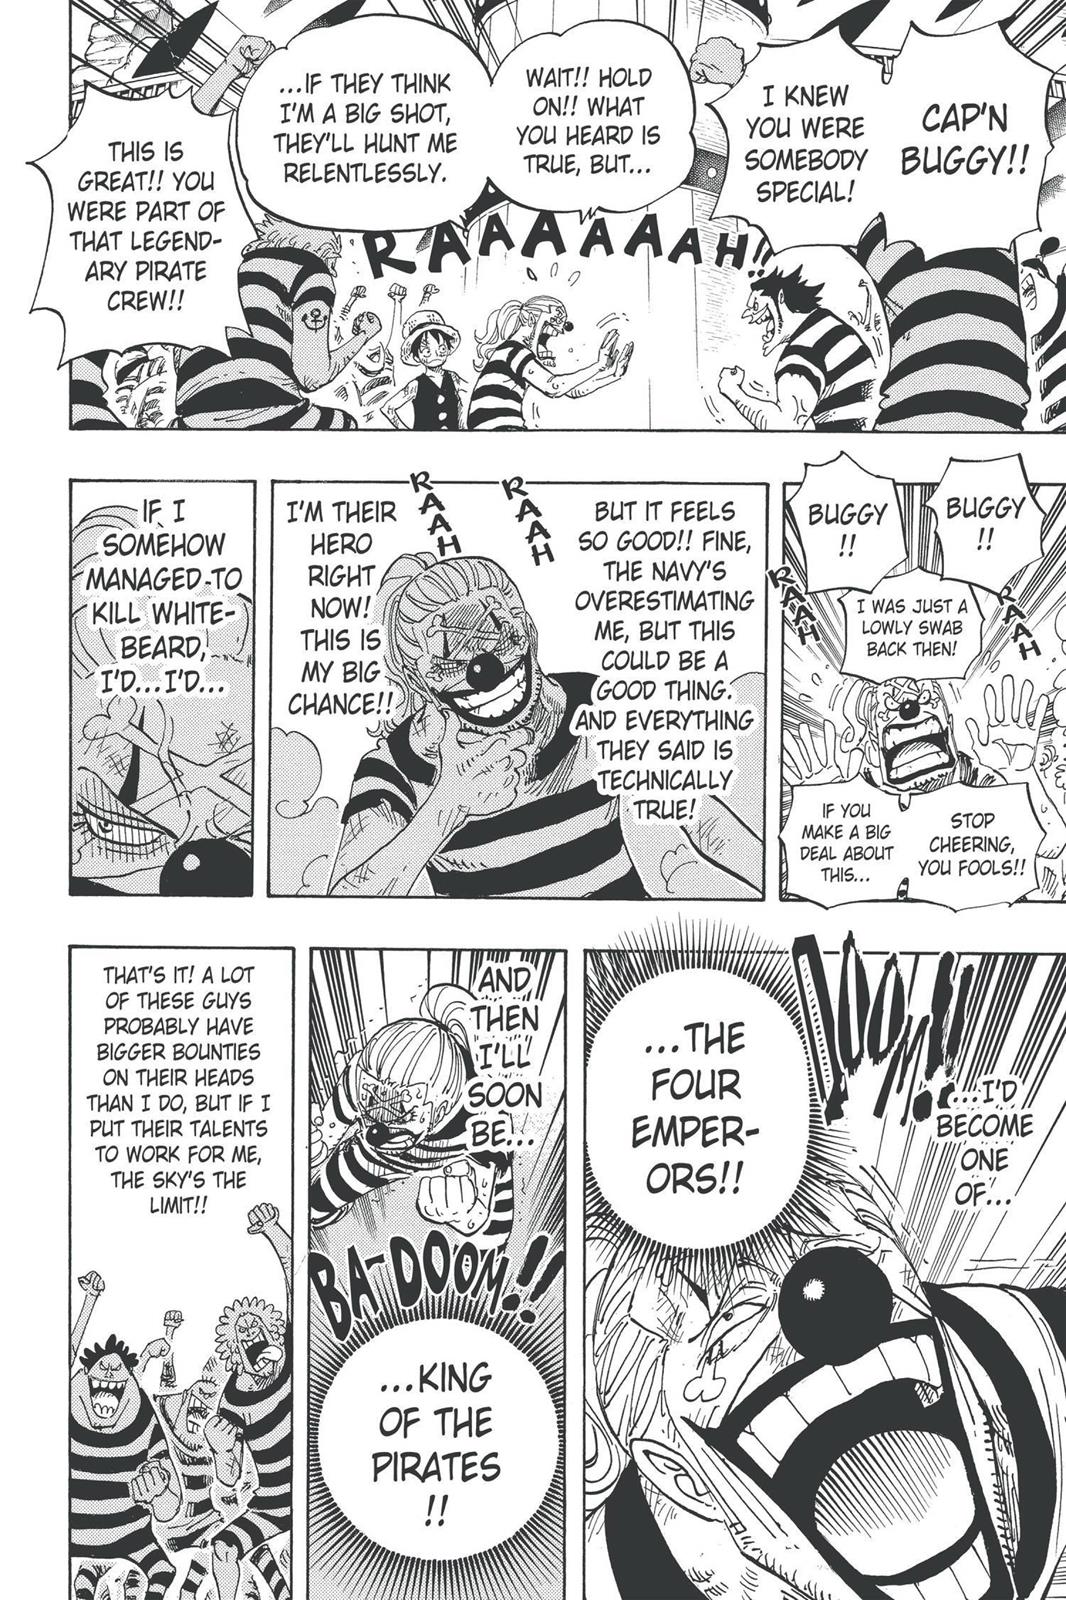 CAP'N
BUGGY!!
I KNEW
YOU WERE
SOMEBODY
SPECIAL!
WAIT!! HOLD
ON!! WHAT
YOU HEARD IS
TRUE, BUT...
...IF THEY THINK
I'M A BIG SHOT,
THEY'LL HUNT ME
RELENTLESSLY.
THIS IS
GREAT!! YOU
WERE PART OF
THAT LEGEND-
ARY PIRATE
CREW!!
RAAAAAAAH!!
BUGGY
!!
BUGGY
!!
RAAH
RAAH
I WAS JUST A
LOWLY SWAB
BACK THEN!
STOP
CHEERING,
YOU FOOLS!!
IF YOU
MAKE A BIG
DEAL ABOUT
THIS...
BUT IT FEELS
SO GOOD!! FINE,
THE NAVY'S
OVERESTIMATING
ME, BUT THIS
COULD BE A
GOOD THING.
AND EVERYTHING
THEY SAID IS
TECHNICALLY
TRUE!
RAAH
RAAH
I'M THEIR
HERO
RIGHT
NOW!
THIS IS
MY BIG
CHANCE!!
IF I
SOMEHOW
MANAGED TO
KILL WHITE-
BEARD,
I'D...I'D...
...I'D
BECOME
ONE
OF...
DOOM!!
...THE
FOUR
EMPER-
ORS!!
AND
THEN
I'LL
SOON
BE...
BA-DOOM!!
...KING
OF THE
PIRATES
!!
THAT'S IT! A LOT
OF THESE GUYS
PROBABLY HAVE
BIGGER BOUNTIES
ON THEIR HEADS
THAN I DO, BUT IF I
PUT THEIR TALENTS
TO WORK FOR ME,
THE SKY'S THE
LIMIT!!